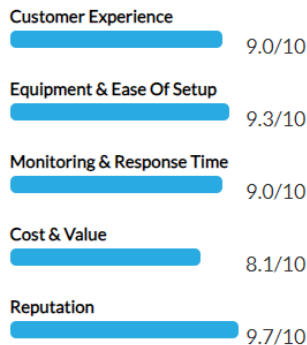 Customer Experience
9.0/10
Equipment & Ease Of Setup
9.3/10
Monitoring & Response Time
9.0/10
Cost & Value
8.1/10
Reputation
9.7/10